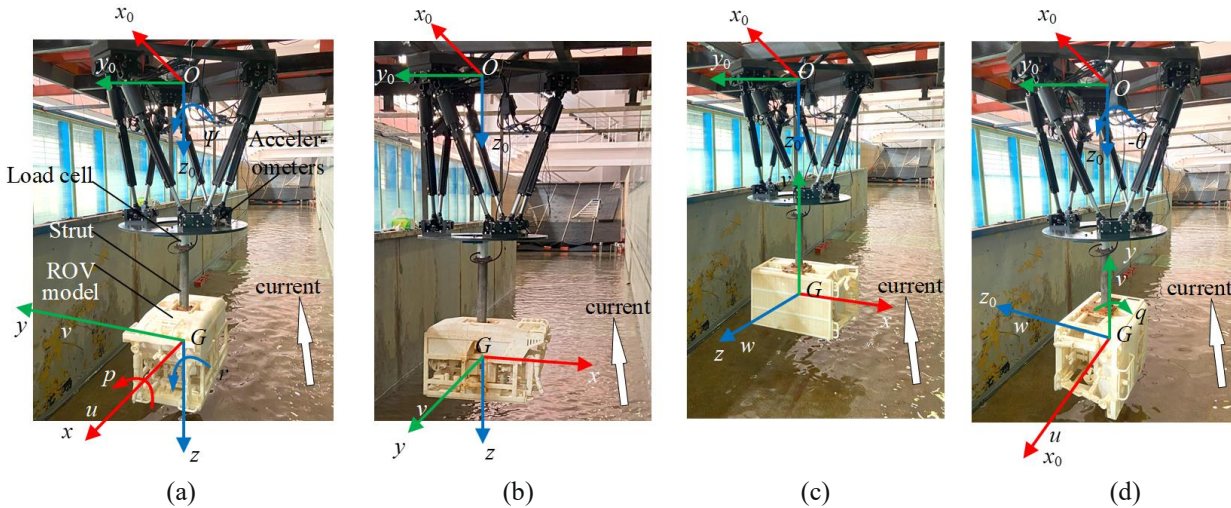 x0
y0
O
ψ
z0
Acceler-
ometers
Load cell
Strut
ROV
model
current
y
v
G
p
r
u
x
z
(a)
x0
y0
O
z0
current
G
x
v
y
z
(b)
x0
y0
O
z0
v
current
G
x
z
w
(c)
x0
y0
O
-θ
z0
y
v
current
z0
w
q
G
u
x0
(d)